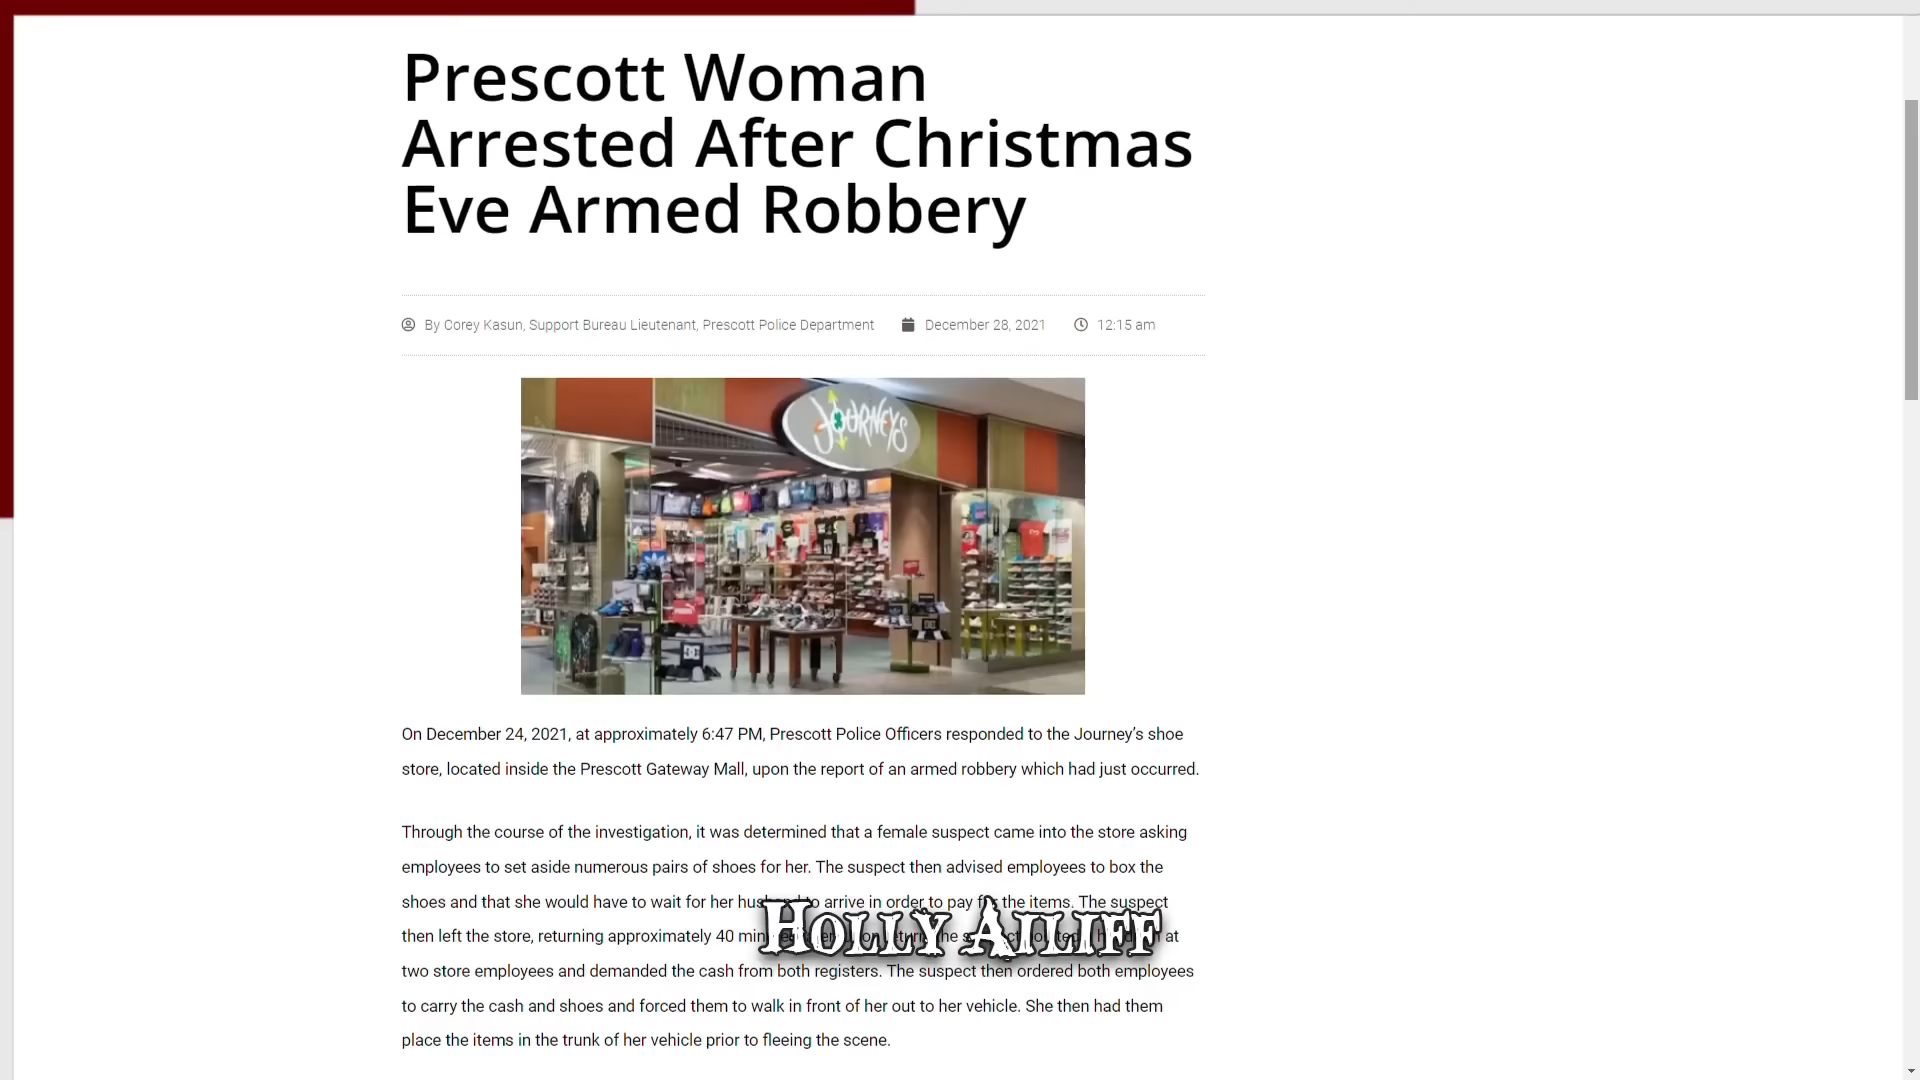 Prescott Woman
Arrested After Christmas
Eve Armed Robbery
By Corey Kasun, Support Bureau Lieutenant, Prescott Police Department December 28, 2021 12:15 am
JOURNEYS
On December 24, 2021, at approximately 6:47 PM, Prescott Police Officers responded to the Journey's shoe
store, located inside the Prescott Gateway Mall, upon the report of an armed robbery which had just occurred.
Through the course of the investigation, it was determined that a female suspect came into the store asking
employees to set aside numerous pairs of shoes for her. The suspect then advised employees to box the
shoes and that she would have to wait for her husband to arrive in order to pay for the items. The suspect
Holly Ailiff
then left the store, returning approximately 40 at
two store employees and demanded the cash from both registers. The suspect then ordered both employees
to carry the cash and shoes and forced them to walk in front of her out to her vehicle. She then had them
place the items in the trunk of her vehicle prior to fleeing the scene.